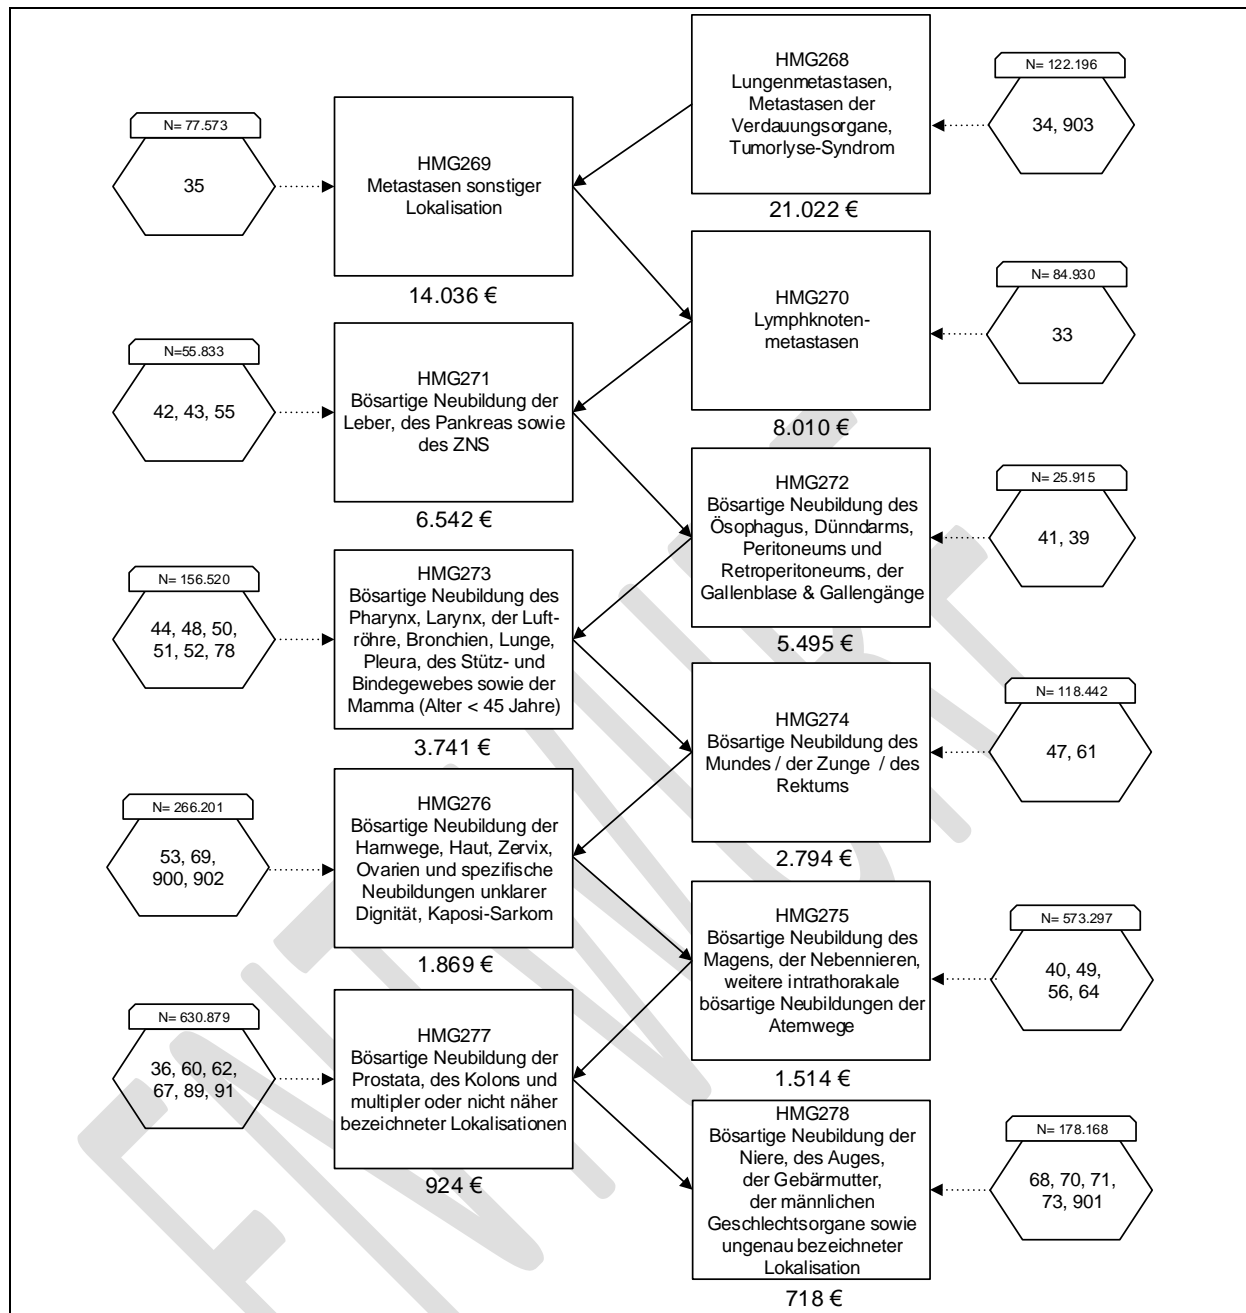 HMG268
Lungenmetastasen,
Metastasen der
Verdauungsorgane,
Tumorlyse-Syndrom
21.022 €
N= 122.196
34, 903
N= 77.573
35
HMG269
Metastasen sonstiger
Lokalisation
14.036 €
HMG270
Lymphknoten-
metastasen
8.010 €
N= 84.930
33
N=55.833
42, 43, 55
HMG271
Bösartige Neubildung der
Leber, des Pankreas sowie
des ZNS
6.542 €
HMG272
Bösartige Neubildung des
Ösophagus, Dünndarms,
Peritoneums und
Retroperitoneums, der
Gallenblase & Gallengänge
5.495 €
N= 25.915
41, 39
N= 156.520
44, 48, 50,
51, 52, 78
HMG273
Bösartige Neubildung des
Pharynx, Larynx, der Luft-
röhre, Bronchien, Lunge,
Pleura, des Stütz- und
Bindegewebes sowie der
Mamma (Alter < 45 Jahre)
3.741 €
HMG274
Bösartige Neubildung des
Mundes / der Zunge / des
Rektums
2.794 €
N= 118.442
47, 61
N= 266.201
53, 69,
900, 902
HMG276
Bösartige Neubildung der
Harnwege, Haut, Zervix,
Ovarien und spezifische
Neubildungen unklarer
Dignität, Kaposi-Sarkom
1.869 €
HMG275
Bösartige Neubildung des
Magens, der Nebennieren,
weitere intrathorakale
bösartige Neubildungen der
Atemwege
1.514 €
N= 573.297
40, 49,
56, 64
N= 630.879
36, 60, 62,
67, 89, 91
HMG277
Bösartige Neubildung der
Prostata, des Kolons und
multipler oder nicht näher
bezeichneter Lokalisationen
924 €
HMG278
Bösartige Neubildung der
Niere, des Auges,
der Gebärmutter,
der männlichen
Geschlechtsorgane sowie
ungenau bezeichneter
Lokalisation
718 €
N= 178.168
68, 70, 71,
73, 901
ENTWURF